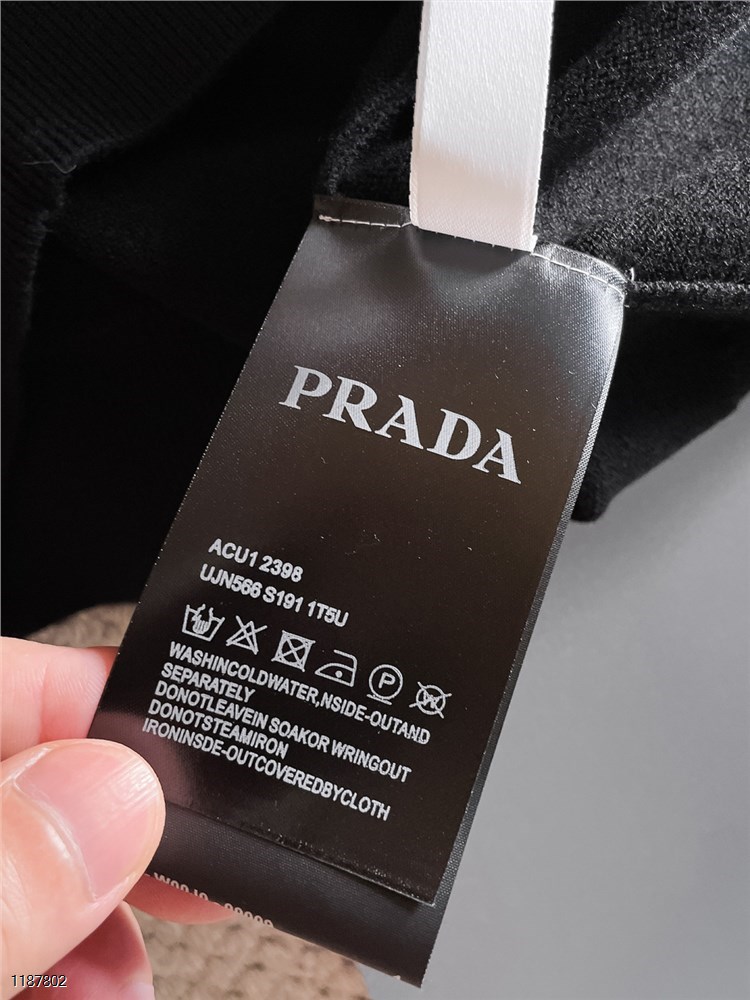 PRADA
ACU1 2398
UJN566 S191 1T5U
P
W
WASHINCOLDWATER,NSIDE-OUTAND
SEPARATELY
DONOTLEAVEIN SOAKOR WRINGOUT
DONOTSTEAMIRON
IRONINSDE-OUTCOVEREDBYCLOTH
1187802